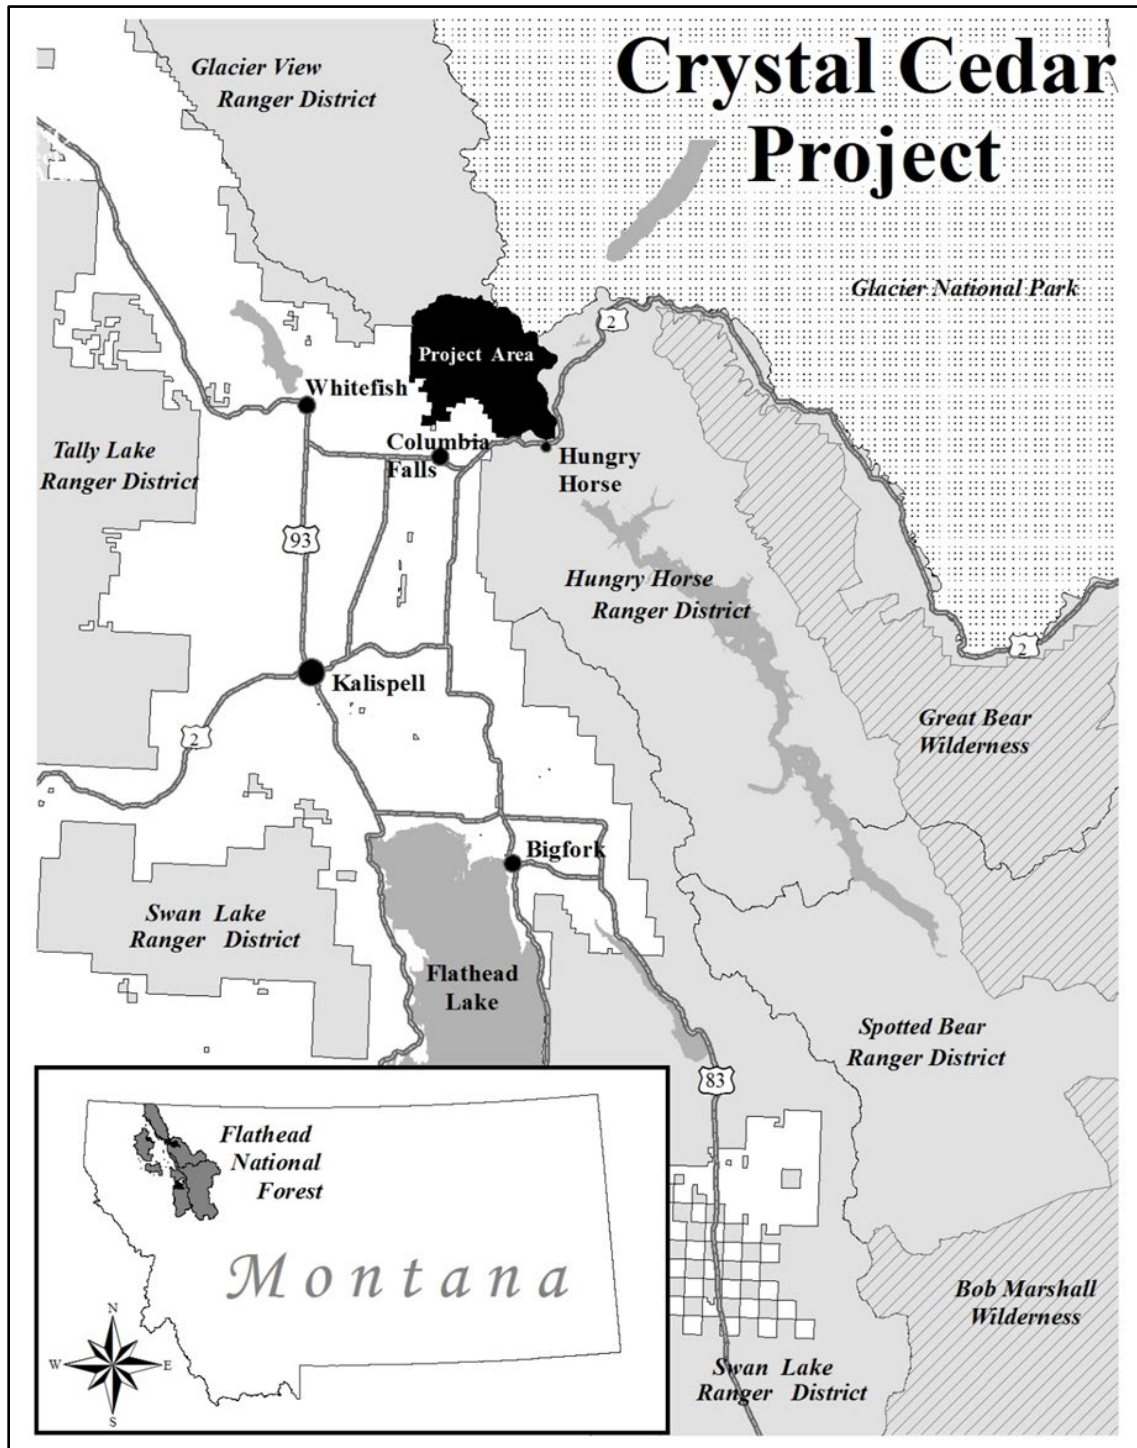 Crystal Cedar
Project
Glacier View
Ranger District
Glacier National Park
2
Project Area
Whitefish
Columbia
Falls
Hungry
Horse
Tally Lake
Ranger District
93
Hungry Horse
Ranger District
2
Kalispell
2
Great Bear
Wilderness
Bigfork
Swan Lake
Ranger District
Flathead
Lake
Spotted Bear
Ranger District
83
Flathead
National
Forest
Montana
N
W
E
S
Bob Marshall
Wilderness
Swan Lake
Ranger District